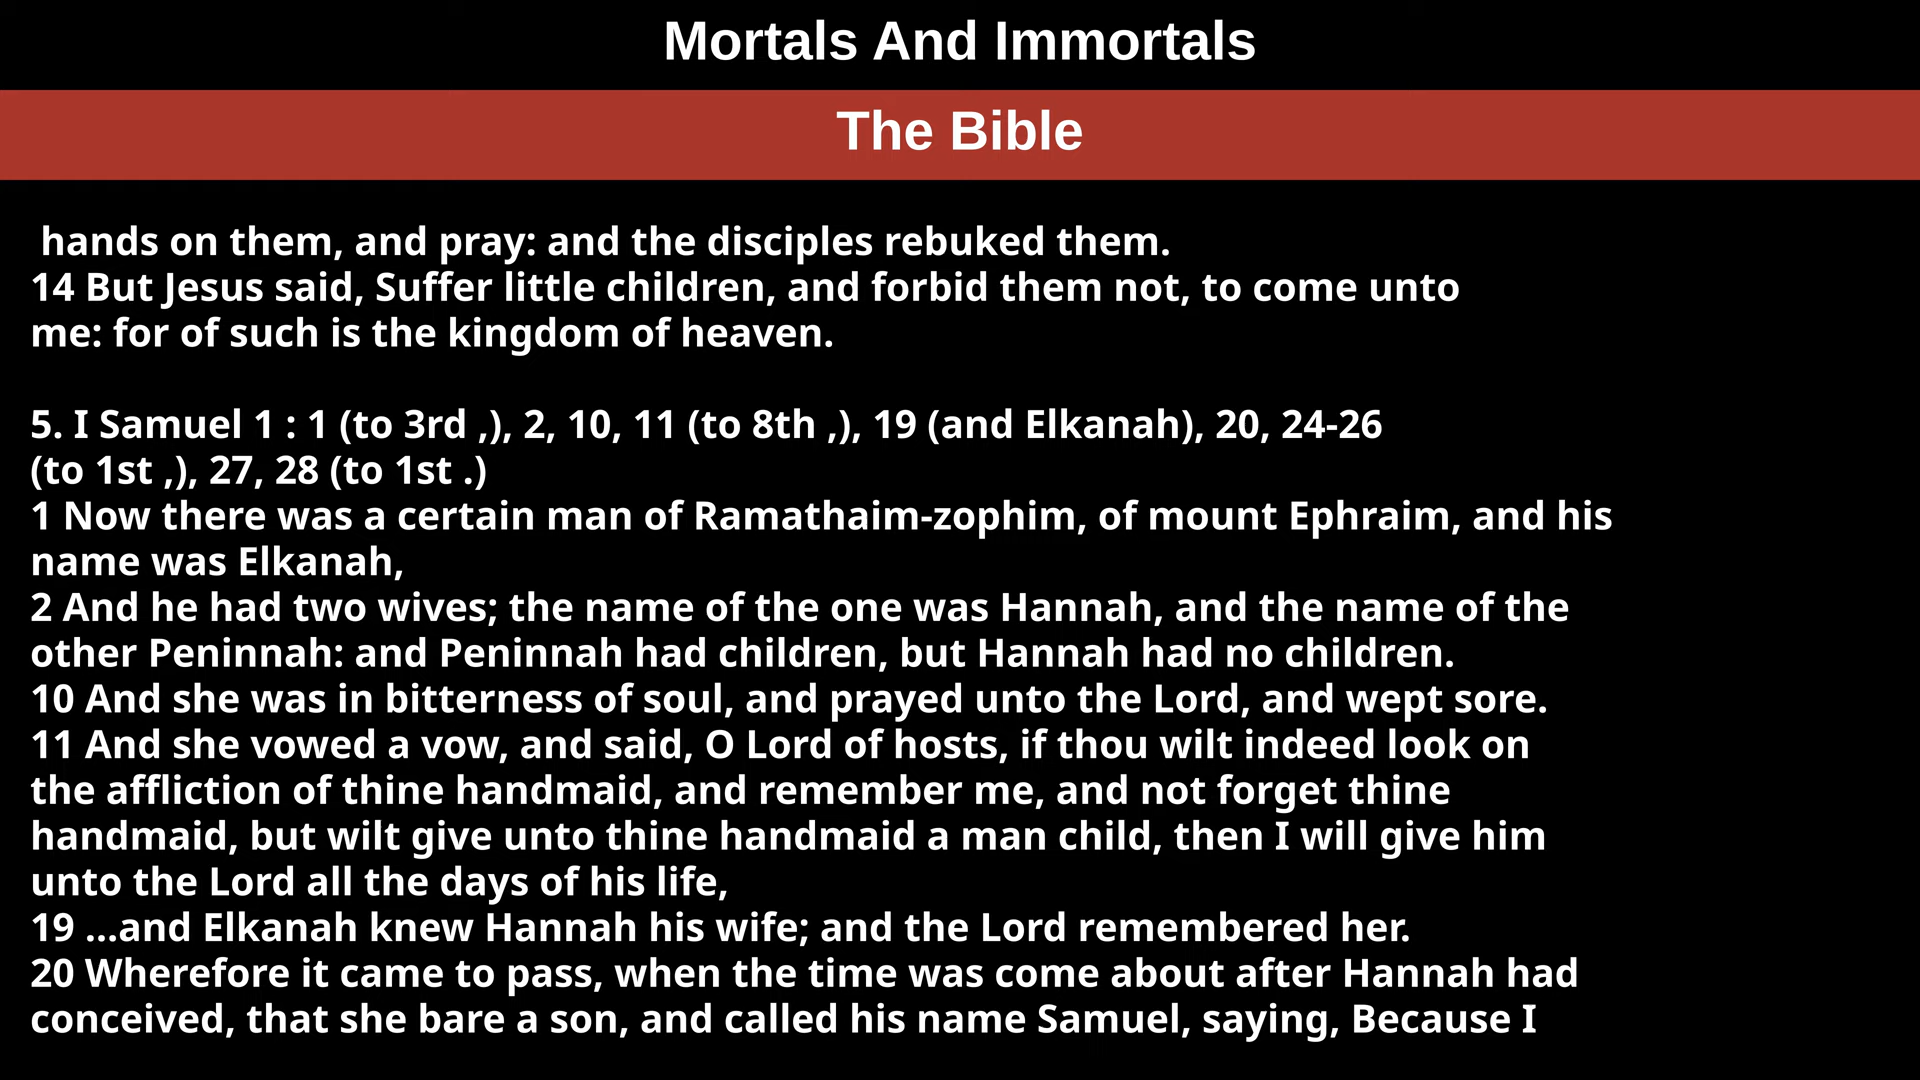 Mortals And Immortals
The Bible
hands on them, and pray: and the disciples rebuked them.
14 But Jesus said, Suffer little children, and forbid them not, to come unto
me: for of such is the kingdom of heaven.
5. I Samuel 1 : 1 (to 3rd ,), 2, 10, 11 (to 8th ,), 19 (and Elkanah), 20, 24-26
(to 1st ,), 27, 28 (to 1st .)
1 Now there was a certain man of Ramathaim-zophim, of mount Ephraim, and his
name was Elkanah,
2 And he had two wives; the name of the one was Hannah, and the name of the
other Peninnah: and Peninnah had children, but Hannah had no children.
10 And she was in bitterness of soul, and prayed unto the Lord, and wept sore.
11 And she vowed a vow, and said, O Lord of hosts, if thou wilt indeed look on
the affliction of thine handmaid, and remember me, and not forget thine
handmaid, but wilt give unto thine handmaid a man child, then I will give him
unto the Lord all the days of his life,
19 ...and Elkanah knew Hannah his wife; and the Lord remembered her.
20 Wherefore it came to pass, when the time was come about after Hannah had
conceived, that she bare a son, and called his name Samuel, saying, Because I